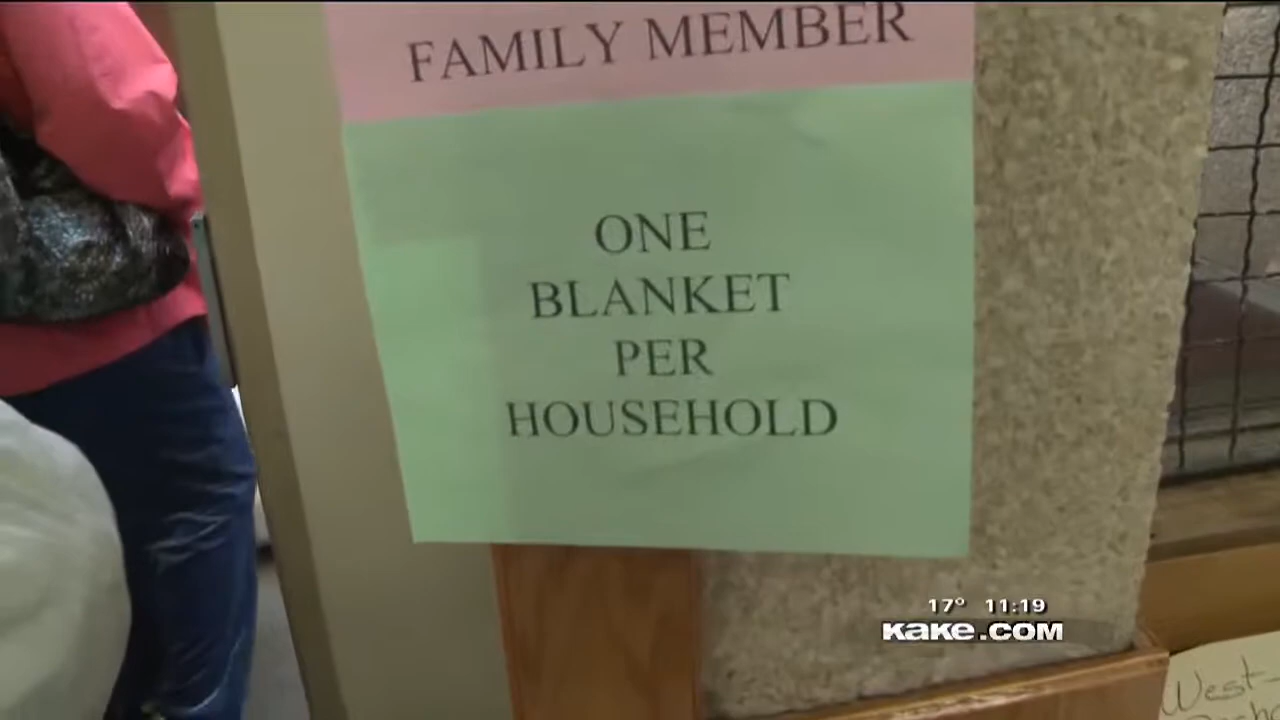 FAMILY MEMBER
ONE
BLANKET
PER
HOUSEHOLD
17° 11:19
KAKE.COM
West-